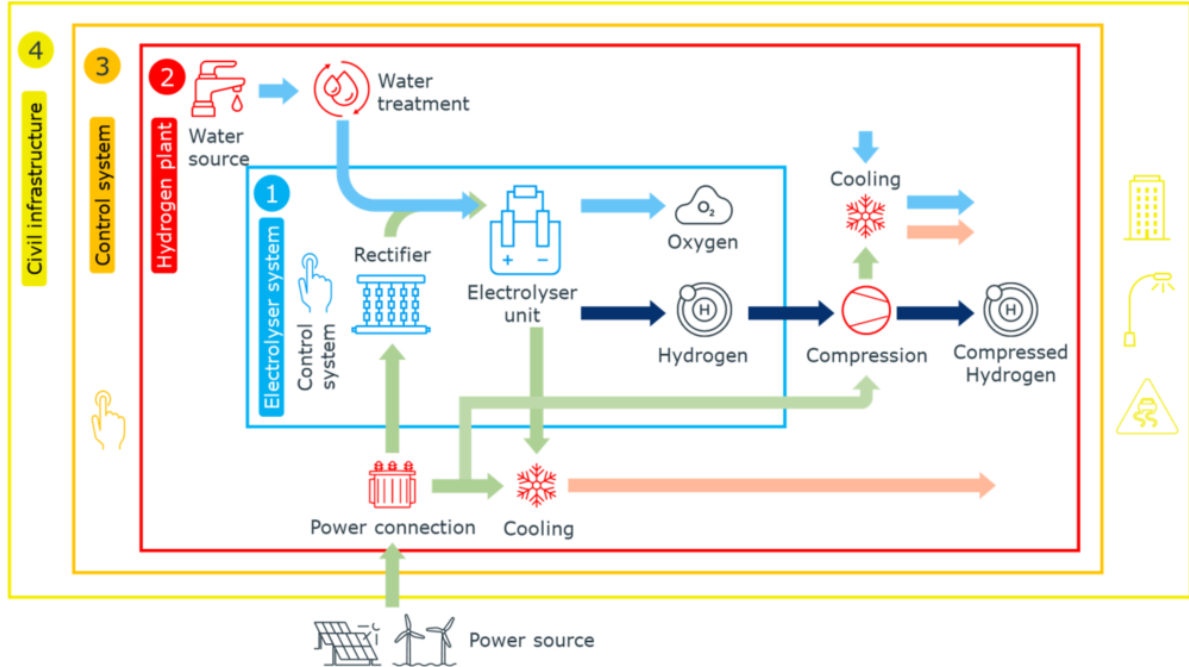 4
Civil infrastructure
3
Control system
2
Hydrogen plant
Water
source
Water
treatment
1
Electrolyser system
Control
system
Rectifier
+ −
Electrolyser
unit
O2
Oxygen
H
Hydrogen
Cooling
Compression
H
Compressed
Hydrogen
Power connection
Cooling
Power source